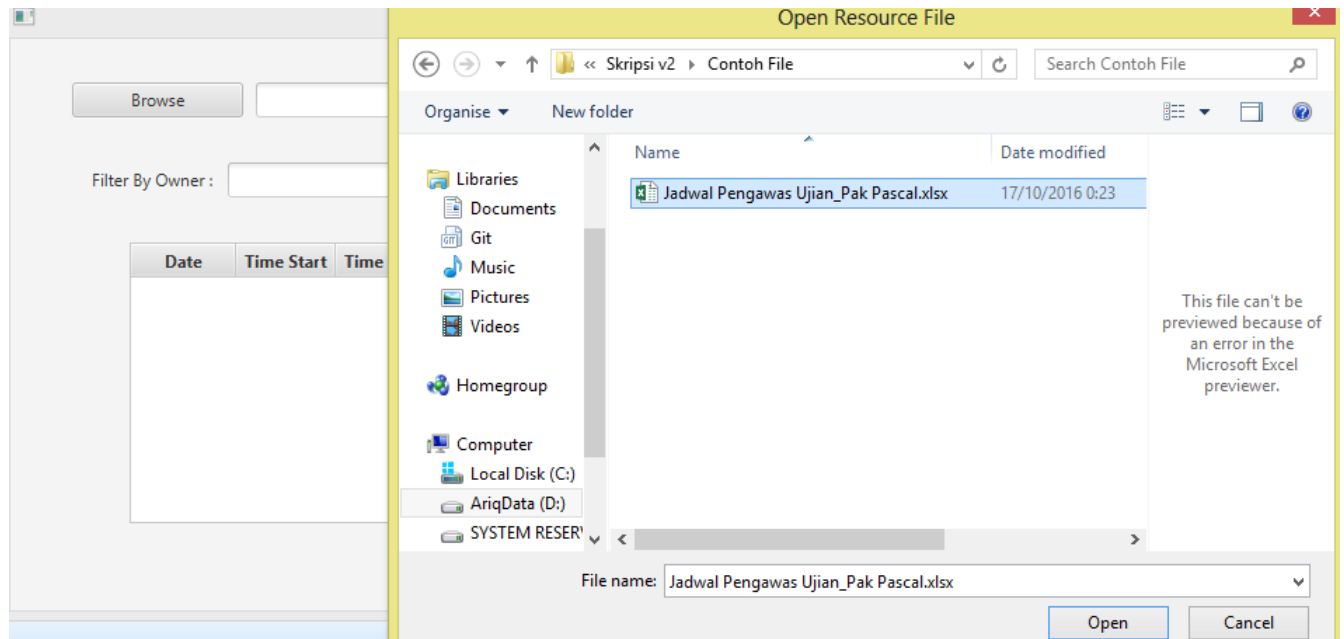 Open Resource File
« Skripsi v2 Contoh File
Search Contoh File
Organise
New folder
Browse
Filter By Owner :
Date Time Start Time
Libraries
Documents
Git
Music
Pictures
Videos
Homegroup
Computer
Local Disk (C:)
AriqData (D:)
SYSTEM RESERV
Name Date modified
Jadwal Pengawas Ujian_Pak Pascal.xlsx 17/10/2016 0:23
This file can't be
previewed because of
an error in the
Microsoft Excel
previewer.
File name: Jadwal Pengawas Ujian_Pak Pascal.xlsx
Open Cancel